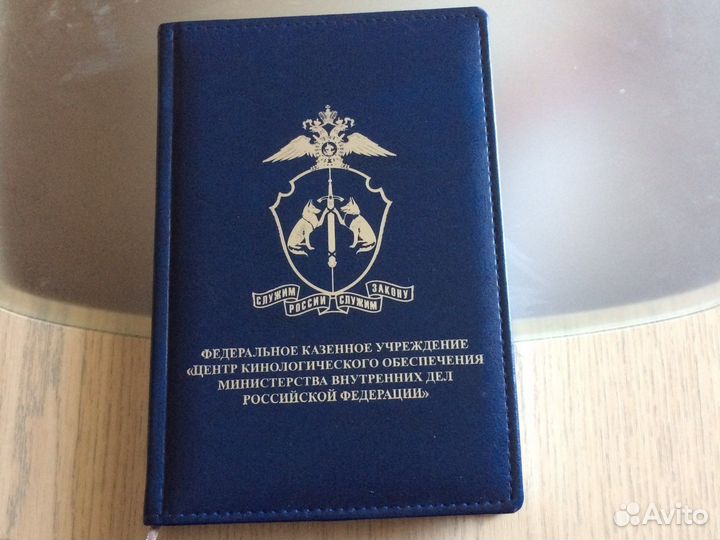 СЛУЖИМ РОССИИ СЛУЖИМ ЗАКОНУ
ФЕДЕРАЛЬНОЕ КАЗЕННОЕ УЧРЕЖДЕНИЕ
«ЦЕНТР КИНОЛОГИЧЕСКОГО ОБЕСПЕЧЕНИЯ
МИНИСТЕРСТВА ВНУТРЕННИХ ДЕЛ
РОССИЙСКОЙ ФЕДЕРАЦИИ»
Avito